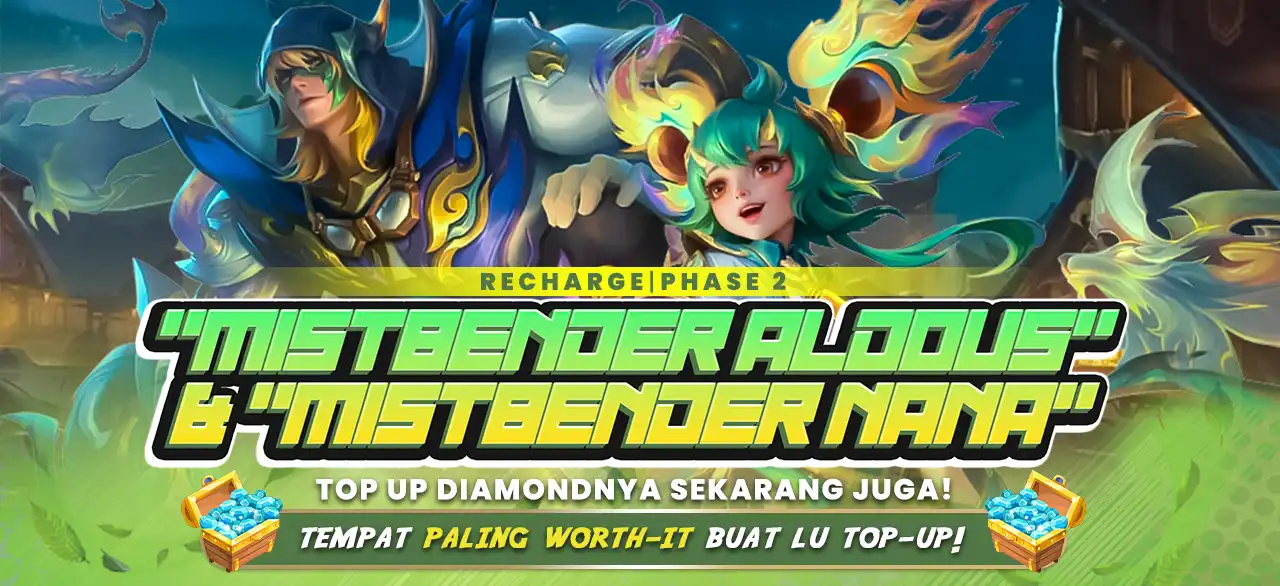 RECHARGE|PHASE 2
"MISTBENDER ALDOUS"
& "MISTBENDER NANA"
TOP UP DIAMONDNYA SEKARANG JUGA!
TEMPAT PALING WORTH-IT BUAT LU TOP-UP!